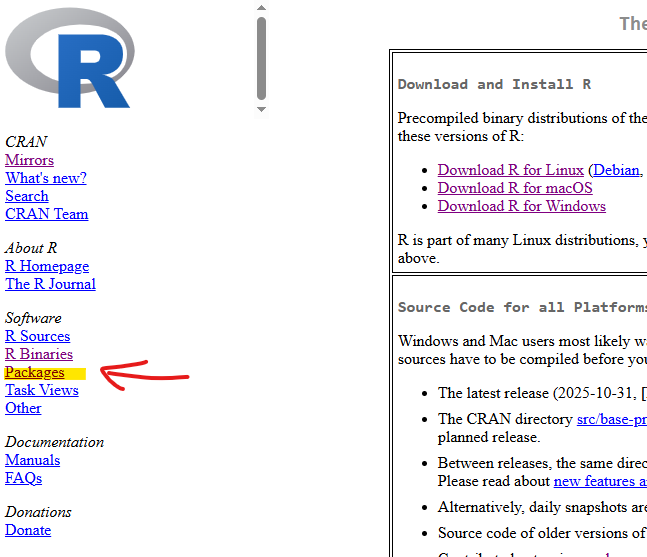 R
CRAN
Mirrors
What's new?
Search
CRAN Team
About R
R Homepage
The R Journal
Software
R Sources
R Binaries
Packages
Task Views
Other
Documentation
Manuals
FAQs
Donations
Donate
The
Download and Install R
Precompiled binary distributions of the
these versions of R:
• Download R for Linux (Debian,
• Download R for macOS
• Download R for Windows
R is part of many Linux distributions, y
above.
Source Code for all Platforms
Windows and Mac users most likely wa
sources have to be compiled before you
• The latest release (2025-10-31, [
• The CRAN directory src/base-pr
planned release.
• Between releases, the same direc
Please read about new features a
• Alternatively, daily snapshots are
• Source code of older versions of